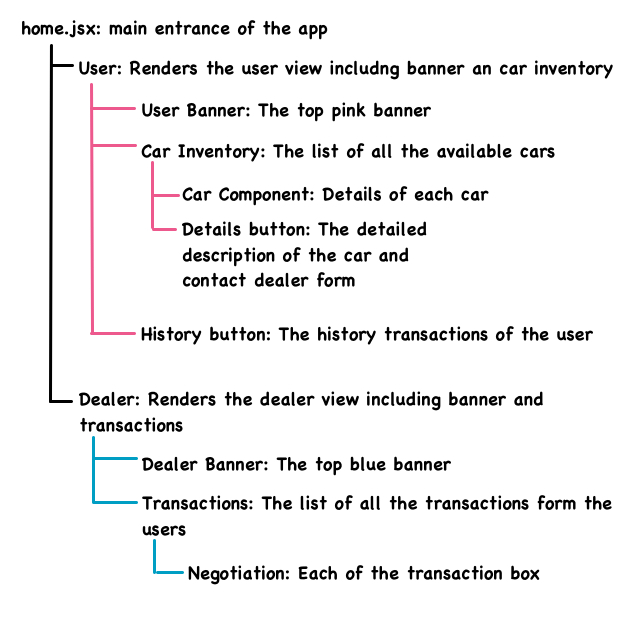 home.jsx: main entrance of the app
User: Renders the user view includng banner an car inventory
User Banner: The top pink banner
Car Inventory: The list of all the available cars
Car Component: Details of each car
Details button: The detailed
description of the car and
contact dealer form
History button: The history transactions of the user
Dealer: Renders the dealer view including banner and
transactions
Dealer Banner: The top blue banner
Transactions: The list of all the transactions form the
users
Negotiation: Each of the transaction box